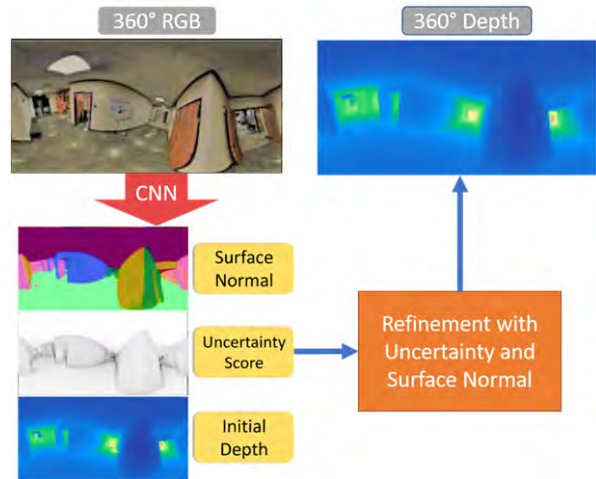 360° RGB
360° Depth
CNN
Surface
Normal
Uncertainty
Score
Initial
Depth
Refinement with
Uncertainty and
Surface Normal